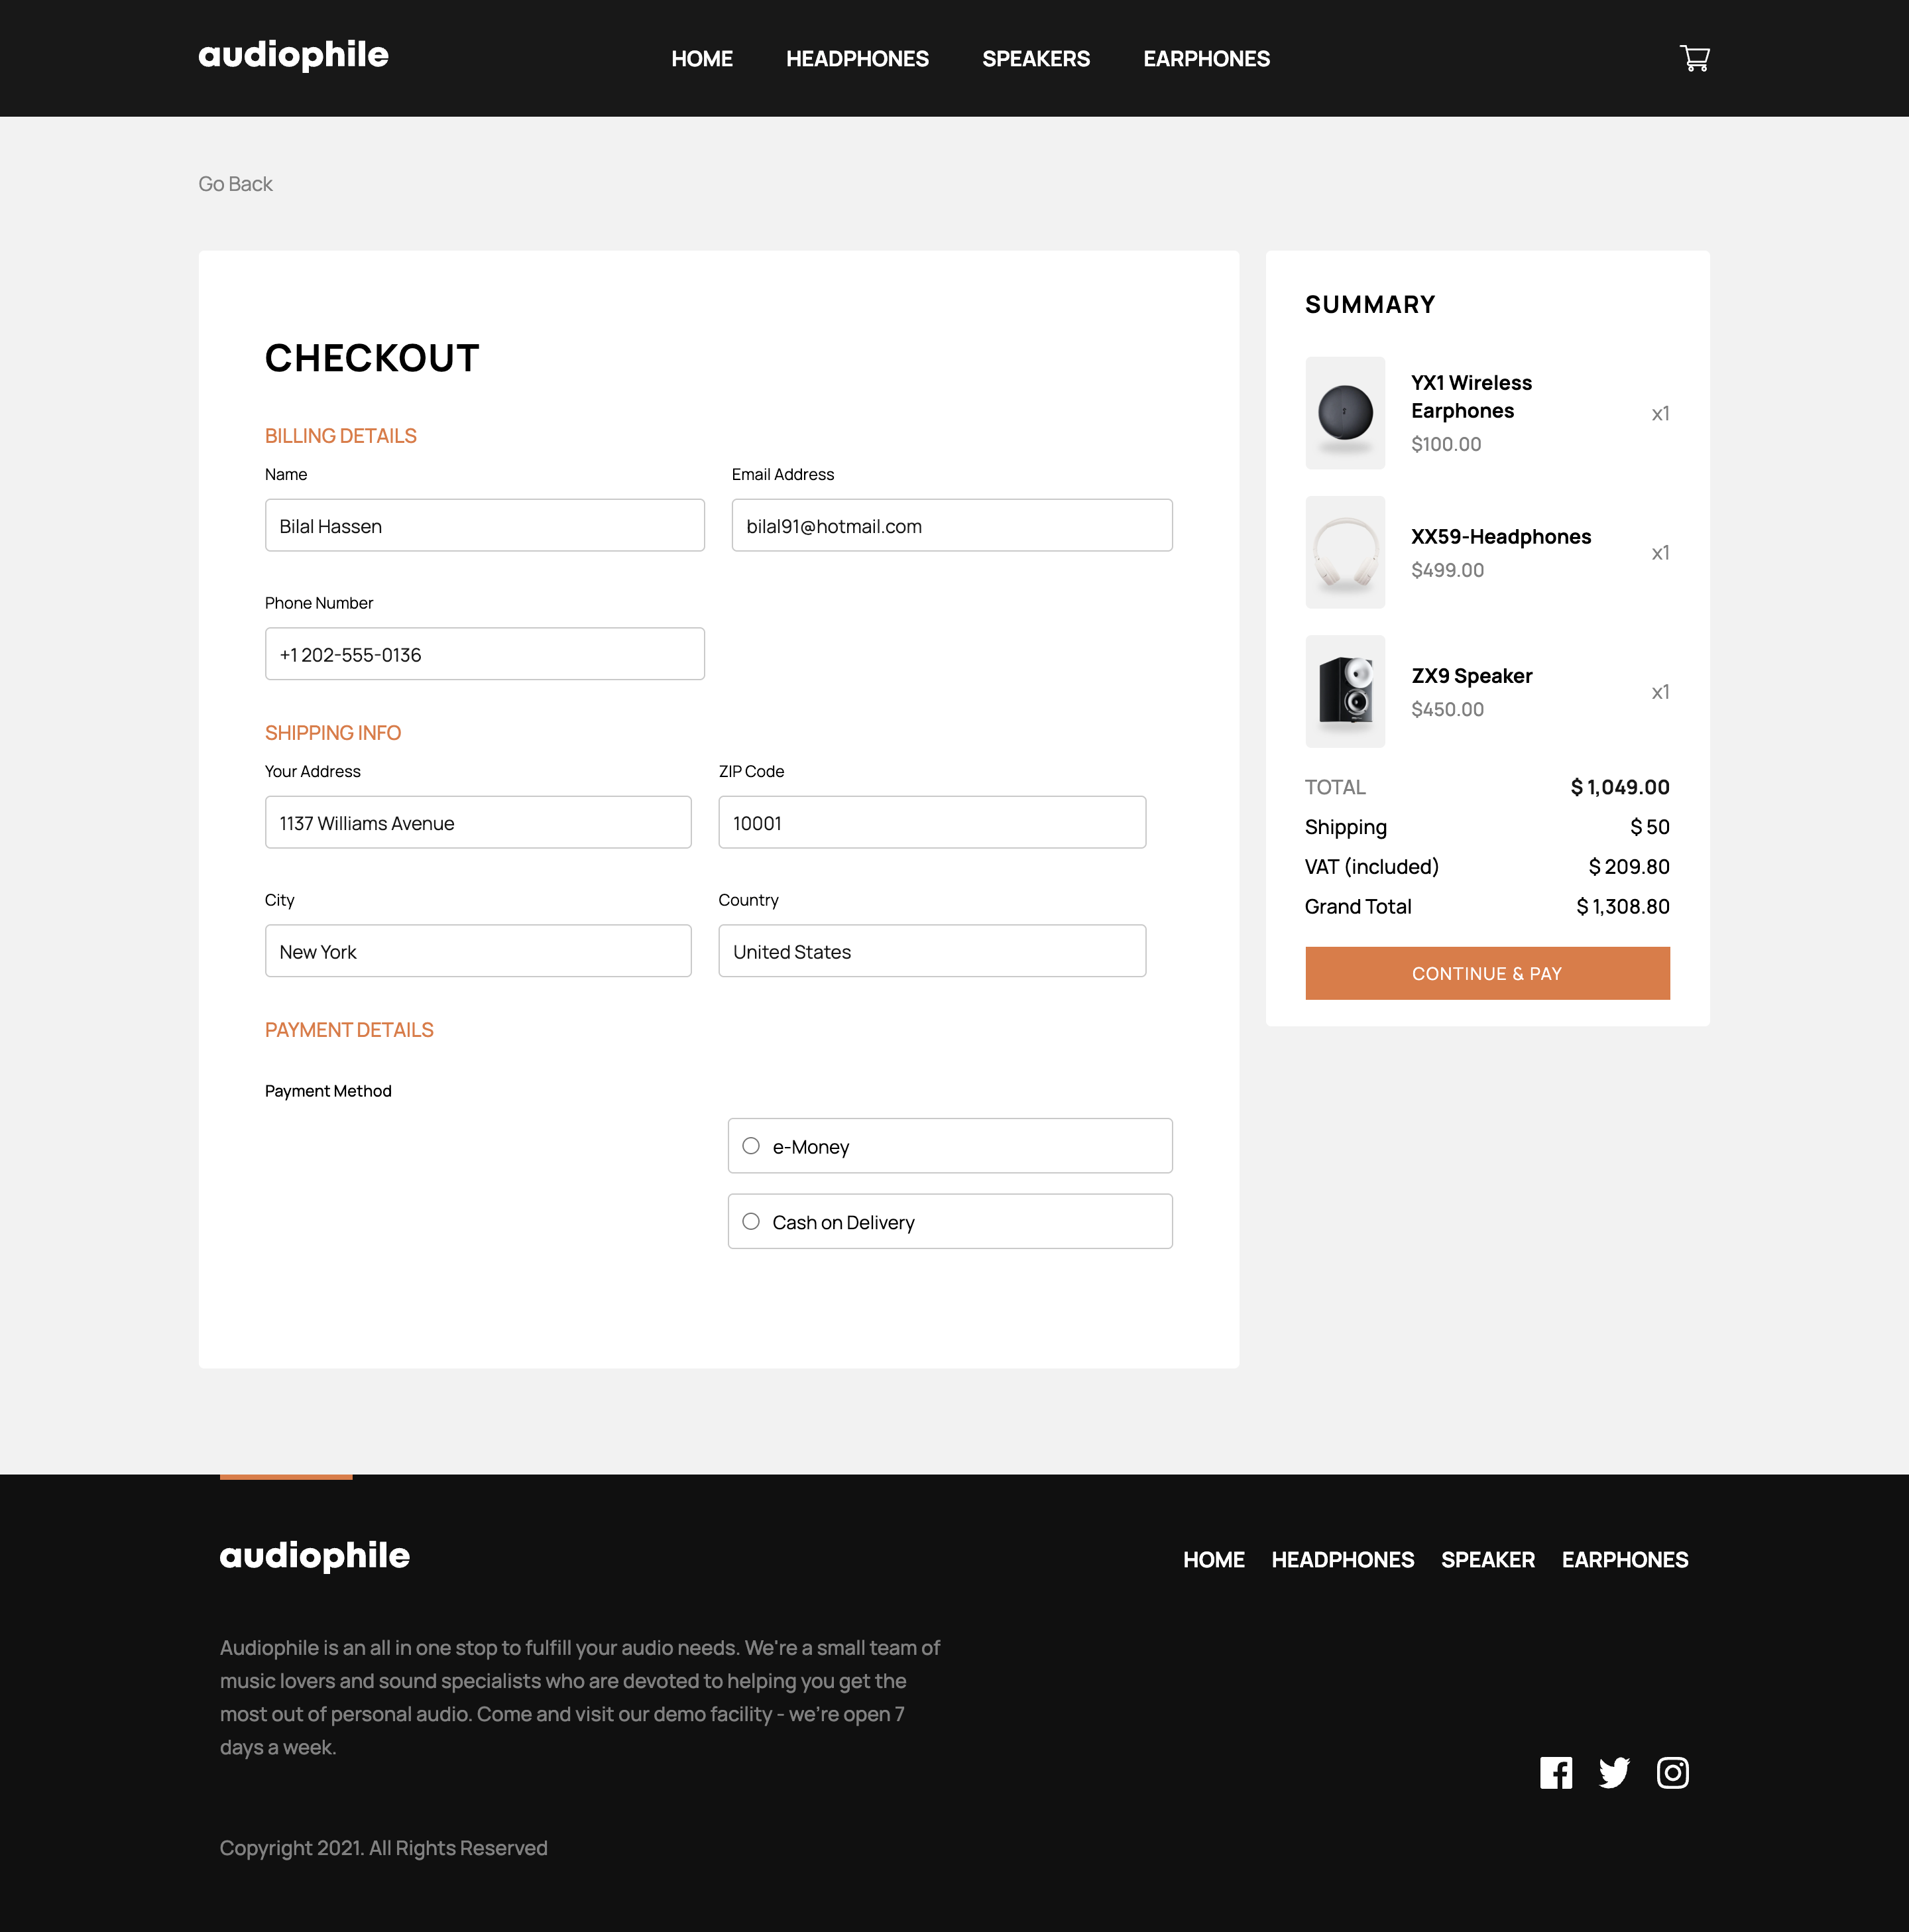 audiophile
HOME HEADPHONES SPEAKERS EARPHONES
Go Back
CHECKOUT
BILLING DETAILS
Name Email Address
Bilal Hassen bilal91@hotmail.com
Phone Number
+1 202-555-0136
SHIPPING INFO
Your Address ZIP Code
1137 Williams Avenue 10001
City Country
New York United States
PAYMENT DETAILS
Payment Method
e-Money
Cash on Delivery
SUMMARY
YX1 Wireless
Earphones
$100.00
x1
XX59-Headphones
$499.00
x1
ZX9 Speaker
$450.00
x1
TOTAL $ 1,049.00
Shipping $ 50
VAT (included) $ 209.80
Grand Total $ 1,308.80
CONTINUE & PAY
audiophile
HOME HEADPHONES SPEAKER EARPHONES
Audiophile is an all in one stop to fulfill your audio needs. We're a small team of
music lovers and sound specialists who are devoted to helping you get the
most out of personal audio. Come and visit our demo facility - we're open 7
days a week.
Copyright 2021. All Rights Reserved